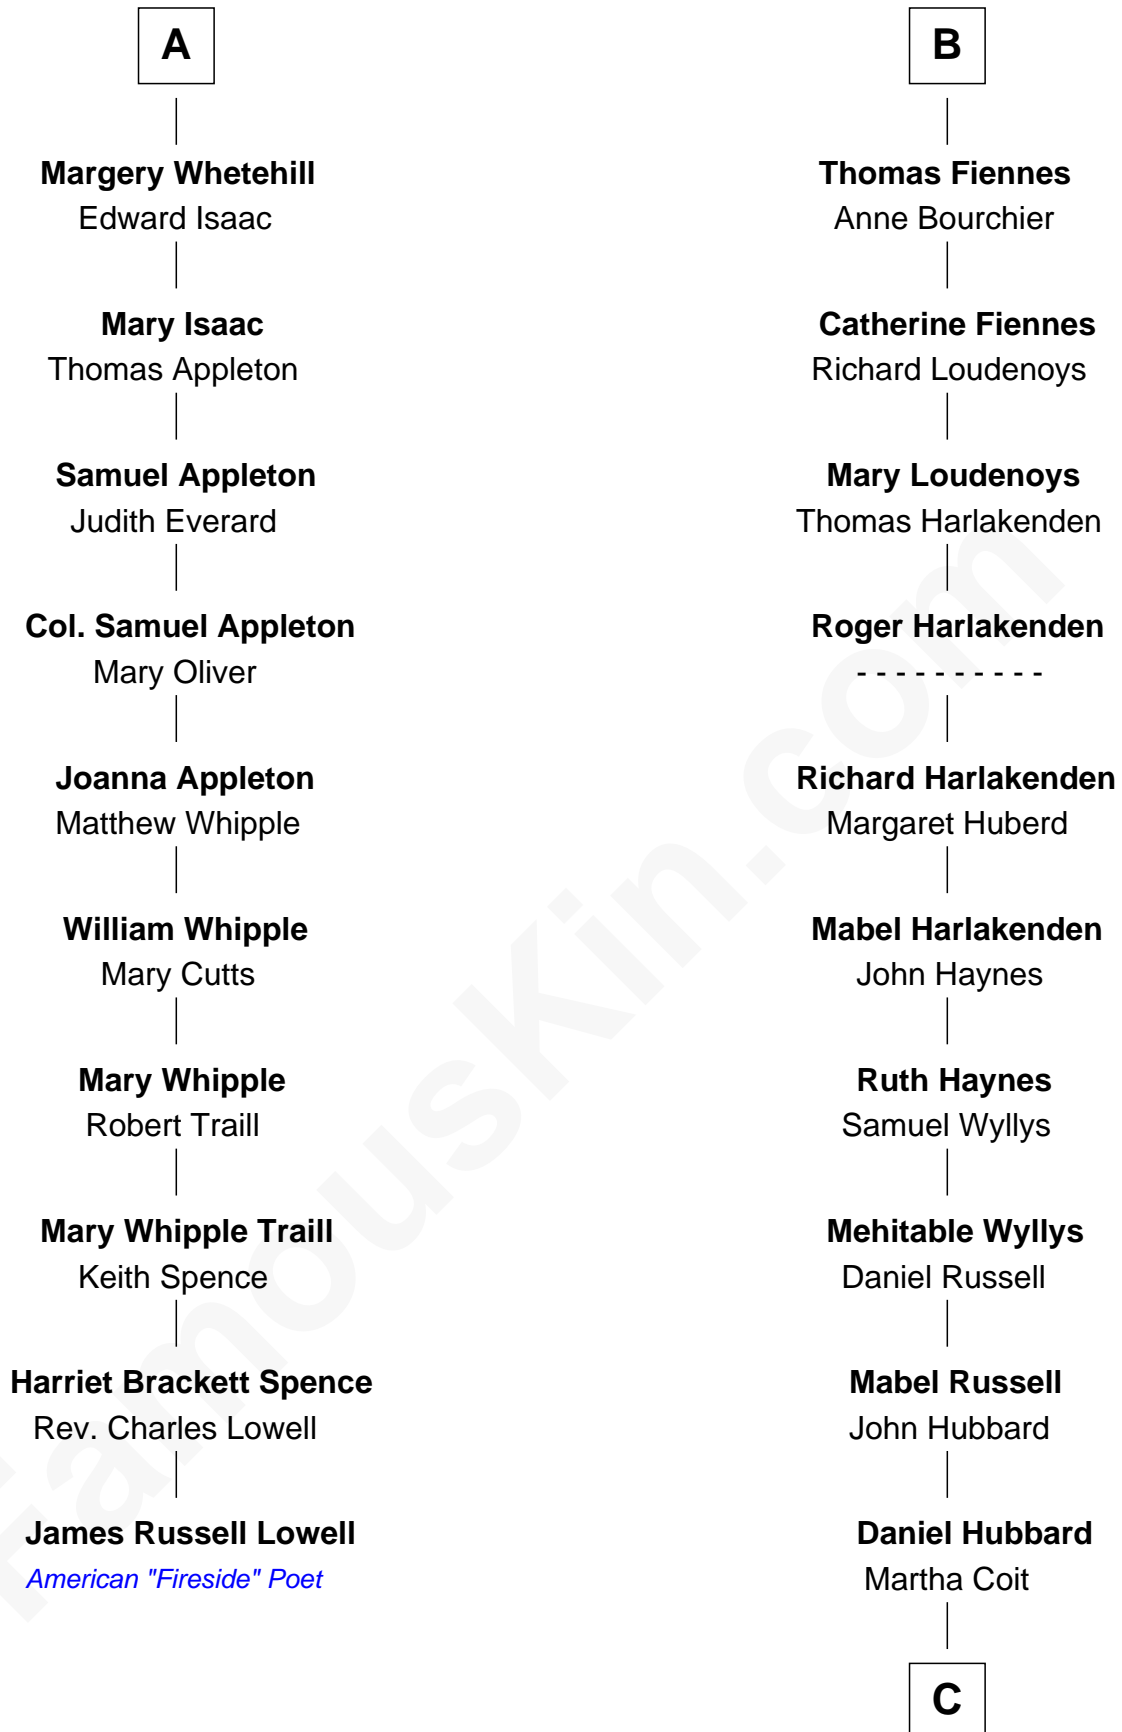 A
Margery Whetehill
Edward Isaac
Mary Isaac
Thomas Appleton
Samuel Appleton
Judith Everard
Col. Samuel Appleton
Mary Oliver
Joanna Appleton
Matthew Whipple
William Whipple
Mary Cutts
Mary Whipple
Robert Traill
Mary Whipple Traill
Keith Spence
Harriet Brackett Spence
Rev. Charles Lowell
James Russell Lowell
American "Fireside" Poet
B
Thomas Fiennes
Anne Bourchier
Catherine Fiennes
Richard Loudenoys
Mary Loudenoys
Thomas Harlakenden
Roger Harlakenden
- - - - - - - - - -
Richard Harlakenden
Margaret Huberd
Mabel Harlakenden
John Haynes
Ruth Haynes
Samuel Wyllys
Mehitable Wyllys
Daniel Russell
Mabel Russell
John Hubbard
Daniel Hubbard
Martha Coit
C
FamousKin.com